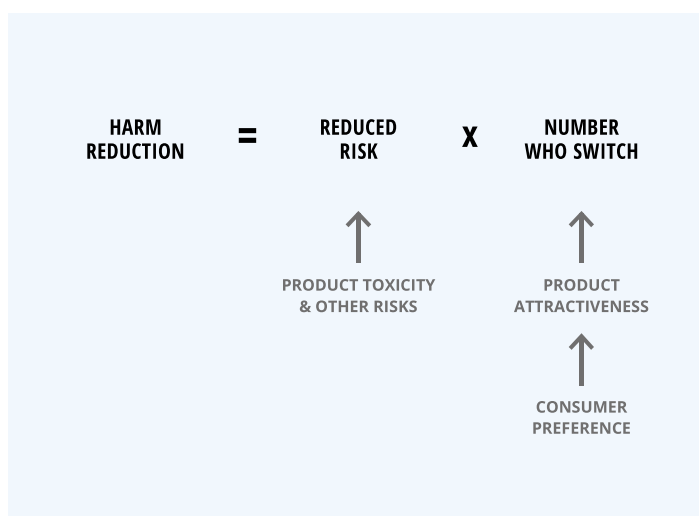 HARM
REDUCTION
=
REDUCED
RISK
x
NUMBER
WHO SWITCH
PRODUCT TOXICITY
& OTHER RISKS
PRODUCT
ATTRACTIVENESS
CONSUMER
PREFERENCE